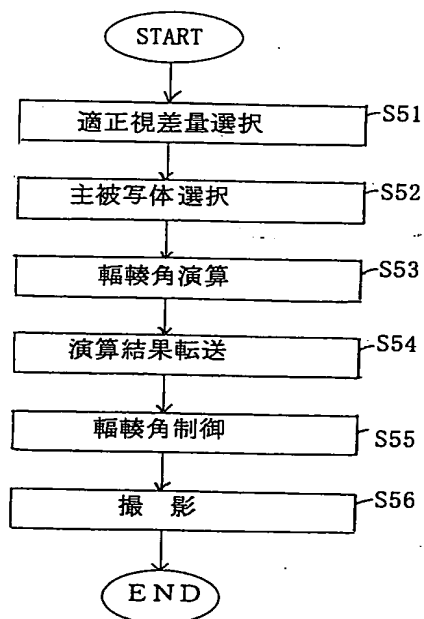 START
適正視差量選択 S51
主被写体選択 S52
輻輳角演算 S53
演算結果転送 S54
輻輳角制御 S55
撮 影 S56
END